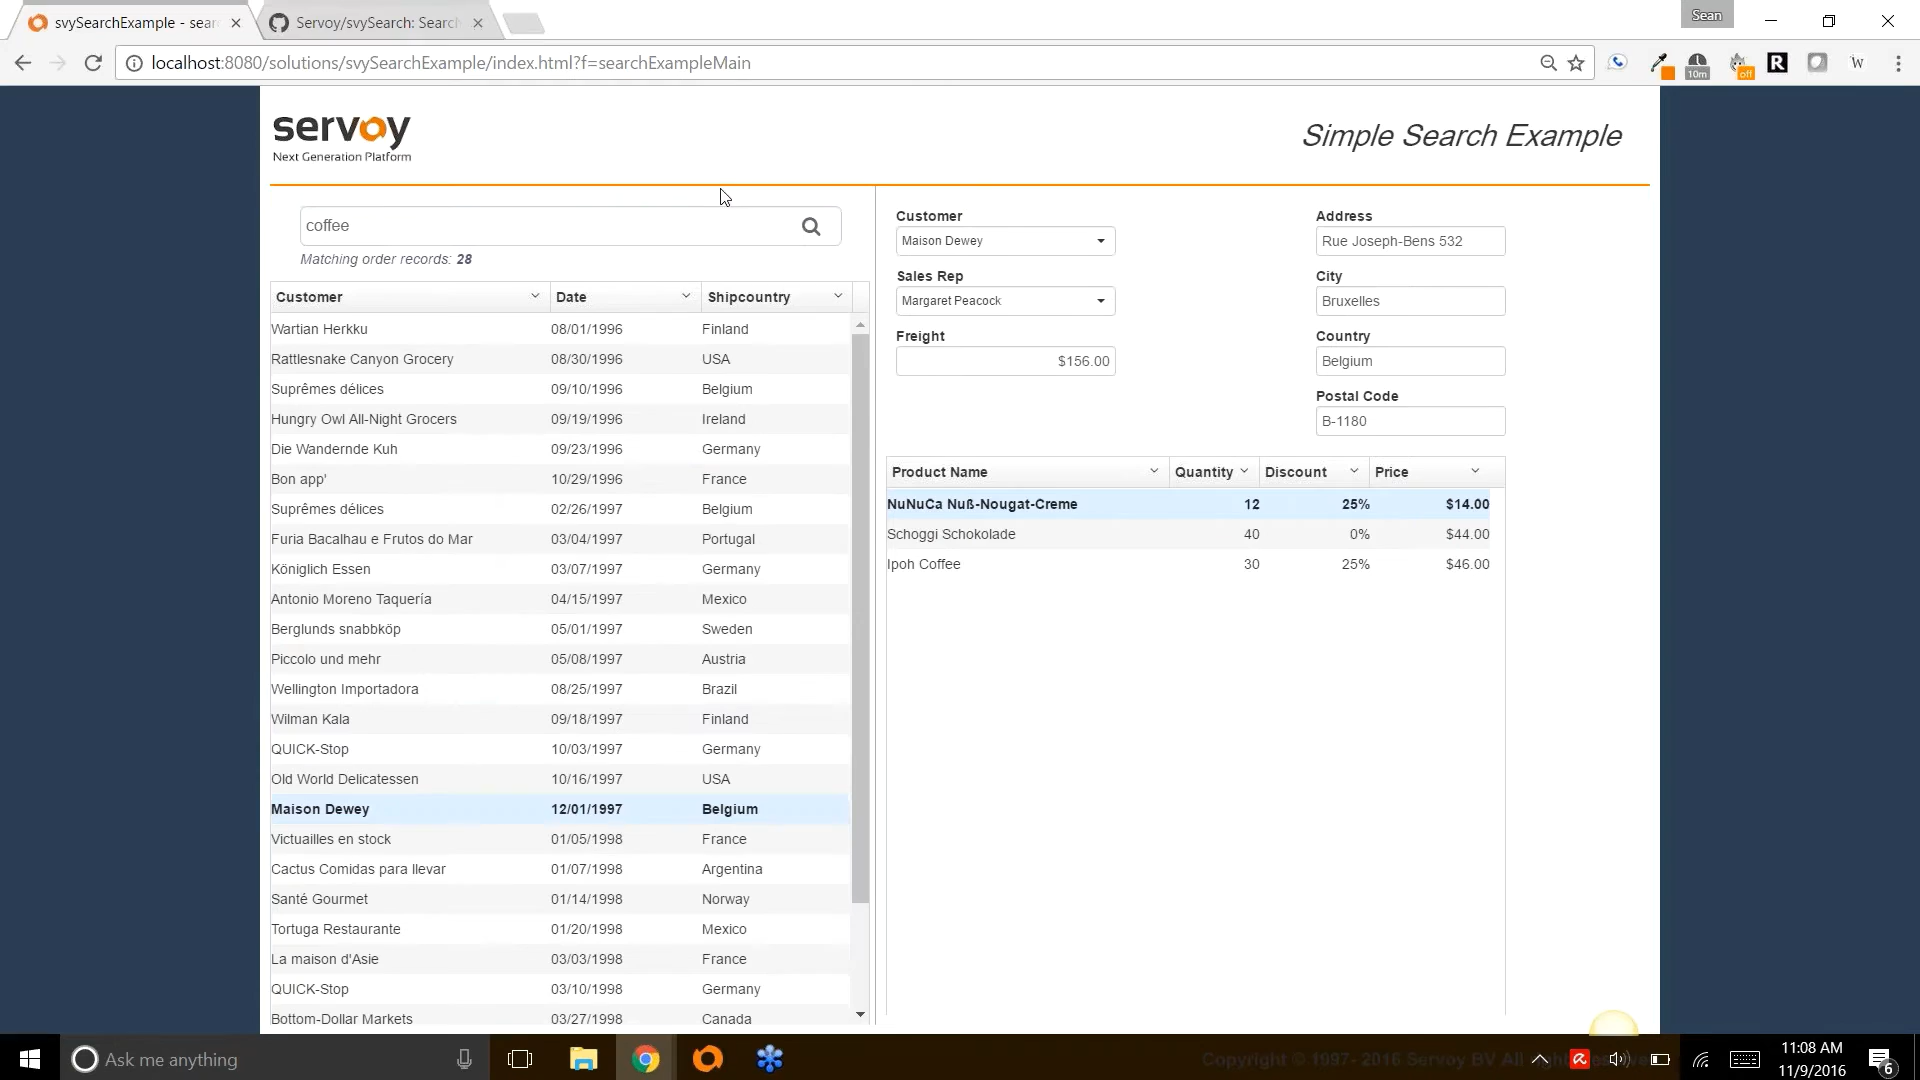 svySearchExample - sear
Servoy/svySearch: Search
Sean
localhost:8080/solutions/svySearchExample/index.html?f=searchExampleMain
10m
off
R
W
servoy
Next Generation Platform
Simple Search Example
coffee
Matching order records: 28
Customer Date Shipcountry
Wartian Herkku 08/01/1996 Finland
Rattlesnake Canyon Grocery 08/30/1996 USA
Suprêmes délices 09/10/1996 Belgium
Hungry Owl All-Night Grocers 09/19/1996 Ireland
Die Wandernde Kuh 09/23/1996 Germany
Bon app' 10/29/1996 France
Suprêmes délices 02/26/1997 Belgium
Furia Bacalhau e Frutos do Mar 03/04/1997 Portugal
Königlich Essen 03/07/1997 Germany
Antonio Moreno Taquería 04/15/1997 Mexico
Berglunds snabbköp 05/01/1997 Sweden
Piccolo und mehr 05/08/1997 Austria
Wellington Importadora 08/25/1997 Brazil
Wilman Kala 09/18/1997 Finland
QUICK-Stop 10/03/1997 Germany
Old World Delicatessen 10/16/1997 USA
Maison Dewey 12/01/1997 Belgium
Victuailles en stock 01/05/1998 France
Cactus Comidas para llevar 01/07/1998 Argentina
Santé Gourmet 01/14/1998 Norway
Tortuga Restaurante 01/20/1998 Mexico
La maison d'Asie 03/03/1998 France
QUICK-Stop 03/10/1998 Germany
Bottom-Dollar Markets 03/27/1998 Canada
Customer
Maison Dewey
Sales Rep
Margaret Peacock
Freight
$156.00
Address
Rue Joseph-Bens 532
City
Bruxelles
Country
Belgium
Postal Code
B-1180
Product Name Quantity Discount Price
NuNuCa Nuß-Nougat-Creme 12 25% $14.00
Schoggi Schokolade 40 0% $44.00
Ipoh Coffee 30 25% $46.00
Ask me anything
Copyright © 1997- 2016 Servoy BV All
11:08 AM
11/9/2016
6